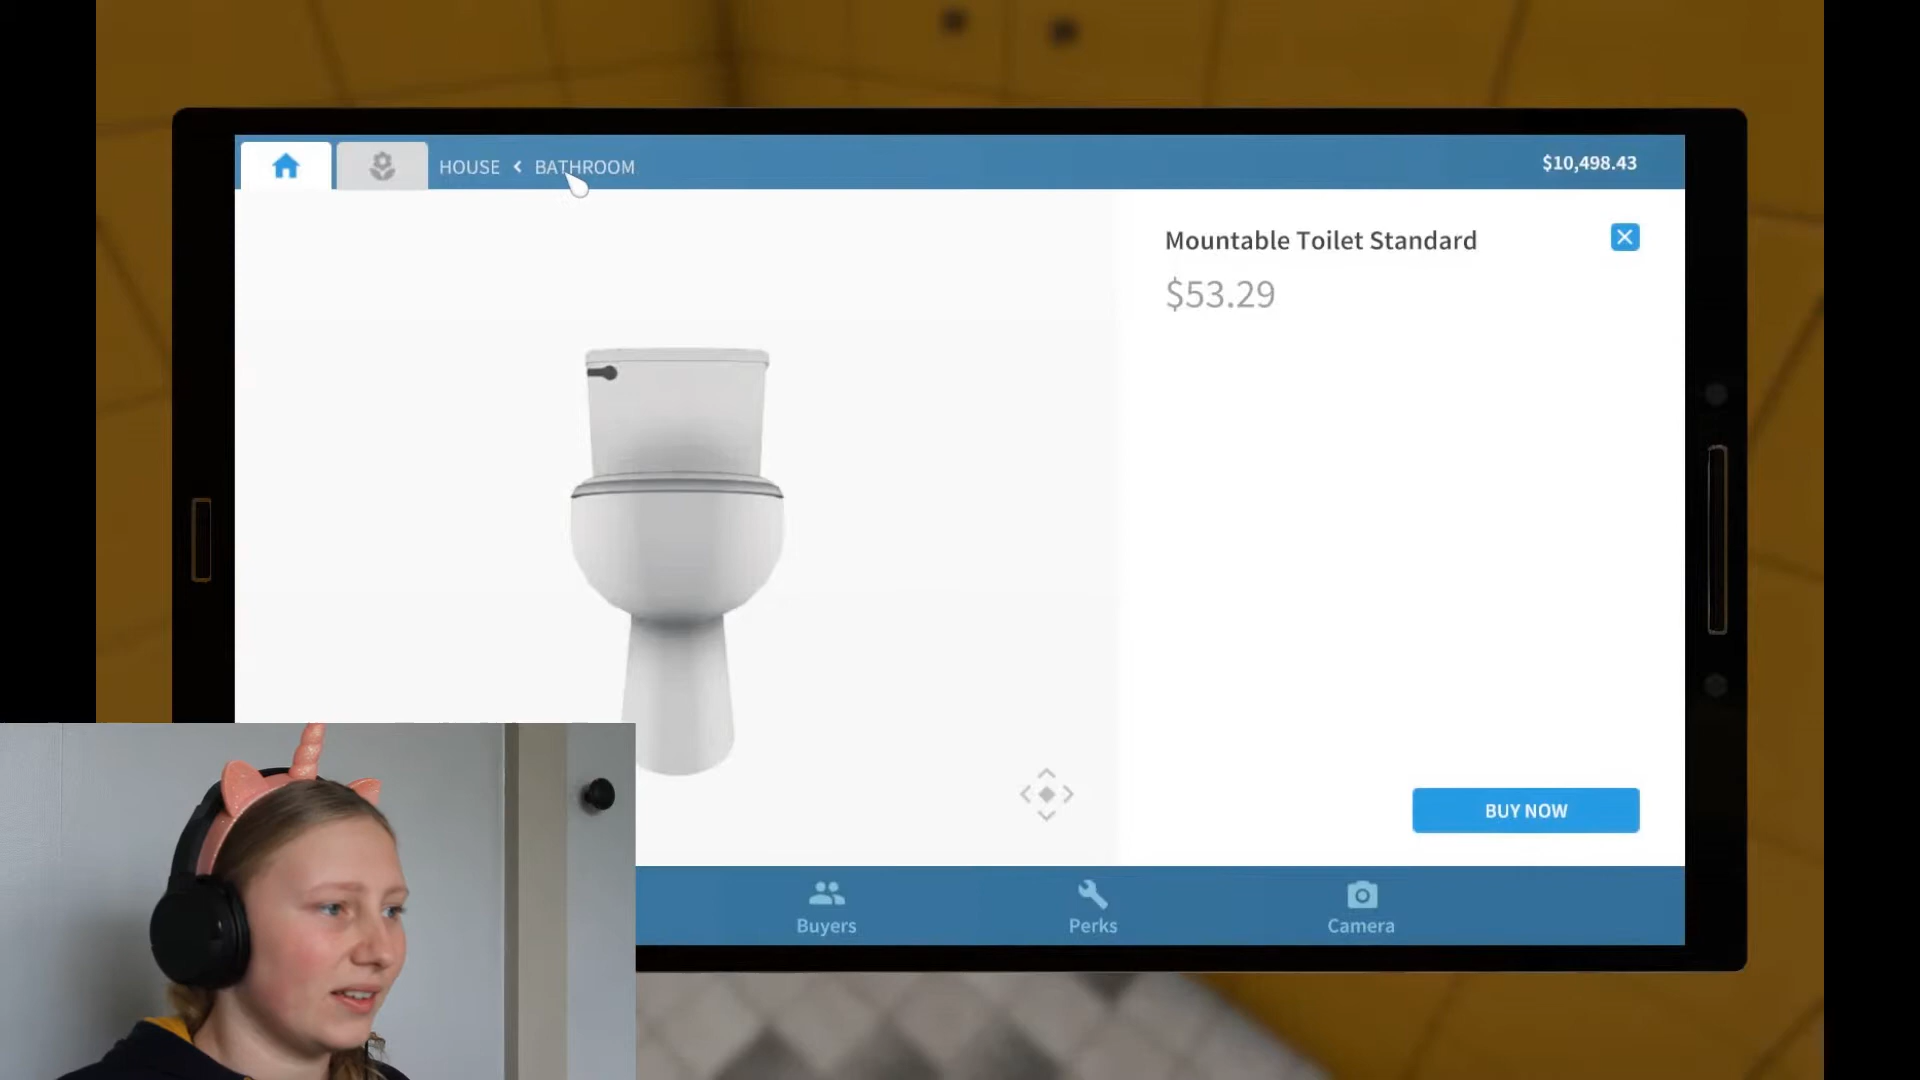 HOUSE < BATHROOM
$10,498.43
Mountable Toilet Standard
$53.29
BUY NOW
Buyers
Perks
Camera